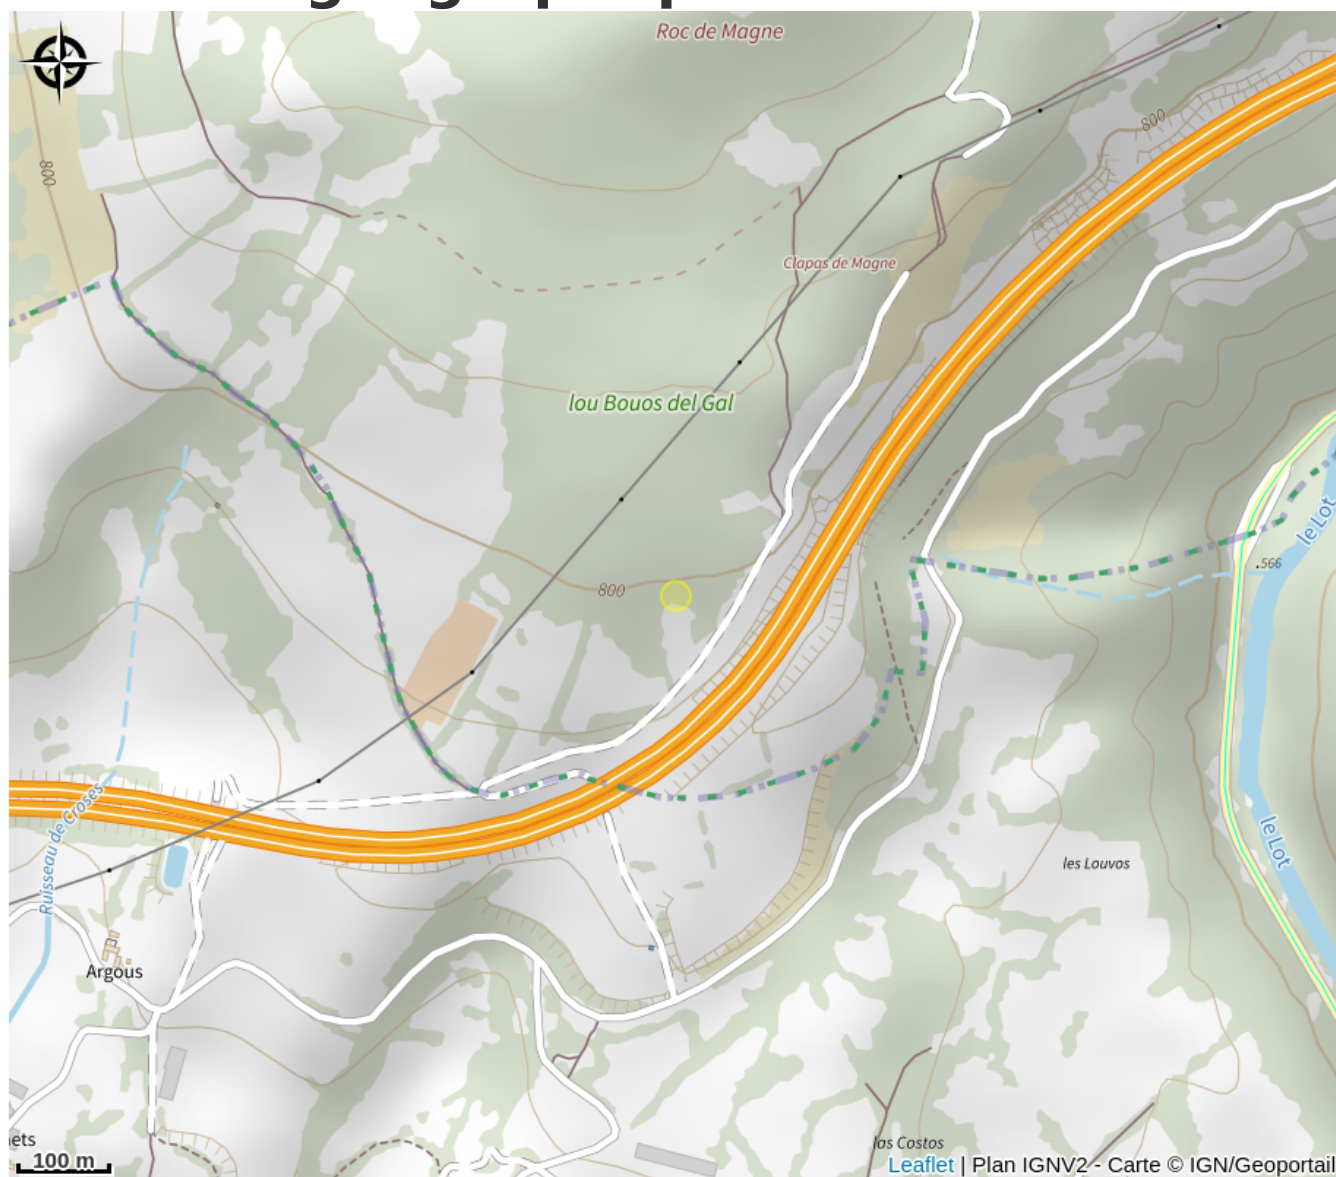 Roc de Magne
800
800
Clapas de Magne
lou Bouos del Gal
le Lot
566
800
Ruisseau de Croses
le Lot
les Louvos
Argous
las Costos
ets
100 m
Leaflet | Plan IGNV2 - Carte © IGN/Geoportail